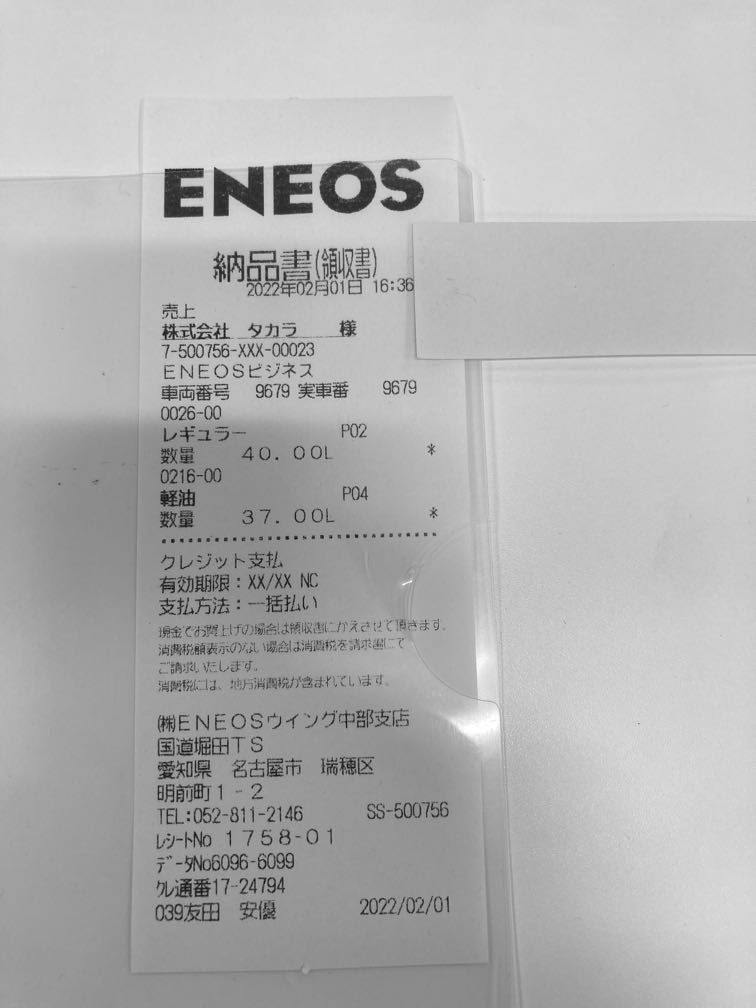 ENEOS
納品書(領収書)
2022年02月01日 16:36
売上
株式会社 タカラ 様
7-500756-XXX-00023
ENEOSビジネス
車両番号 9679 実車番 9679
0026-00
レギュラー P02
数量 40.00L *
0216-00
軽油 P04
数量 37.00L *
クレジット支払
有効期限:XX/XX NC
支払方法:一括払い
現金でお買上げの場合は領収書にかえさせて頂きます。
消費税額表示のない場合は消費税を請求書にて
ご請求いたします。
消費税には、地方消費税が含まれています。
(株)ENEOSウイング中部支店
国道堀田TS
愛知県 名古屋市 瑞穂区
明前町1-2
TEL:052-811-2146 SS-500756
レシートNo 1758-01
データNo6096-6099
クレ通番17-24794
039友田 安優 2022/02/01